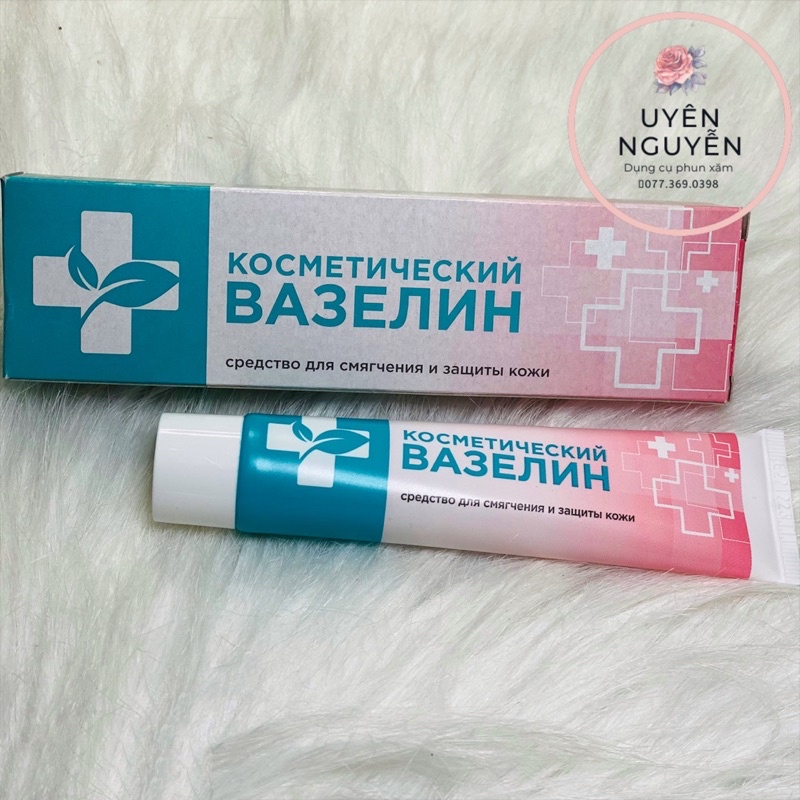 UYÊN
NGUYỄN
Dụng cụ phun xăm
077.369.0398
КОСМЕТИЧЕСКИЙ
ВАЗЕЛИН
средство для смягчения и защиты кожи
КОСМЕТИЧЕСКИЙ
ВАЗЕЛИН
средство для смягчения и защиты кожи